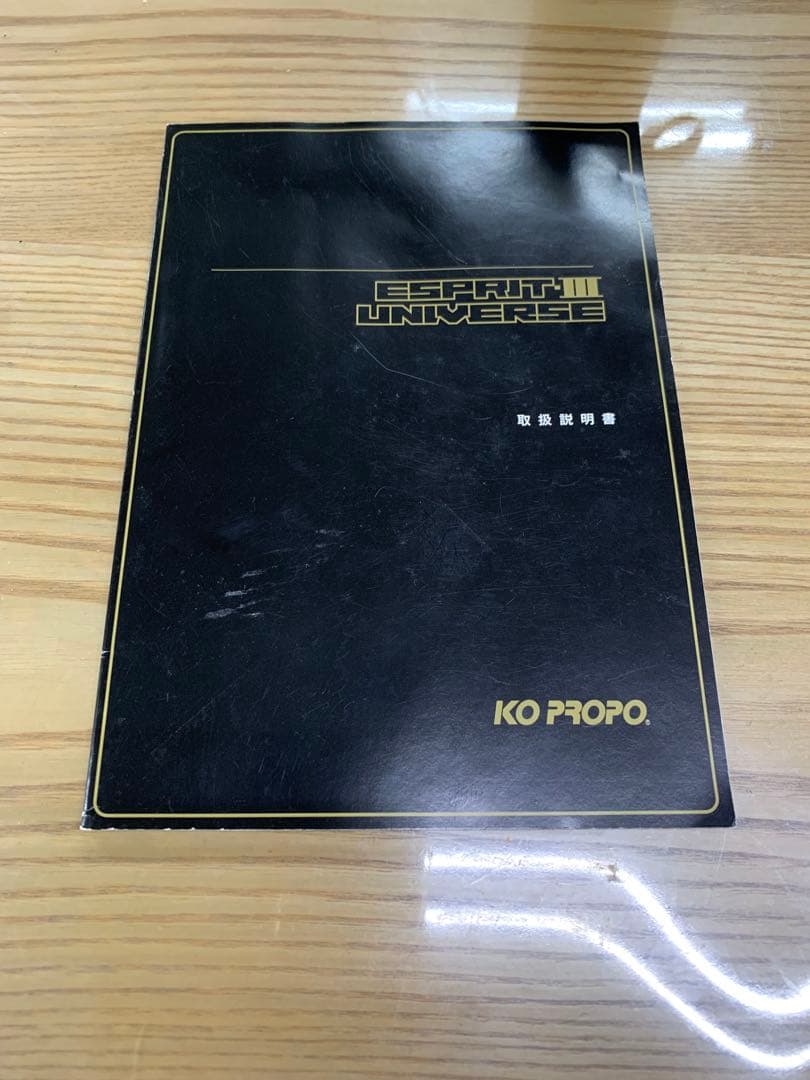 ESPRIT·III
UNIVERSE
取扱説明書
KO PROPO®